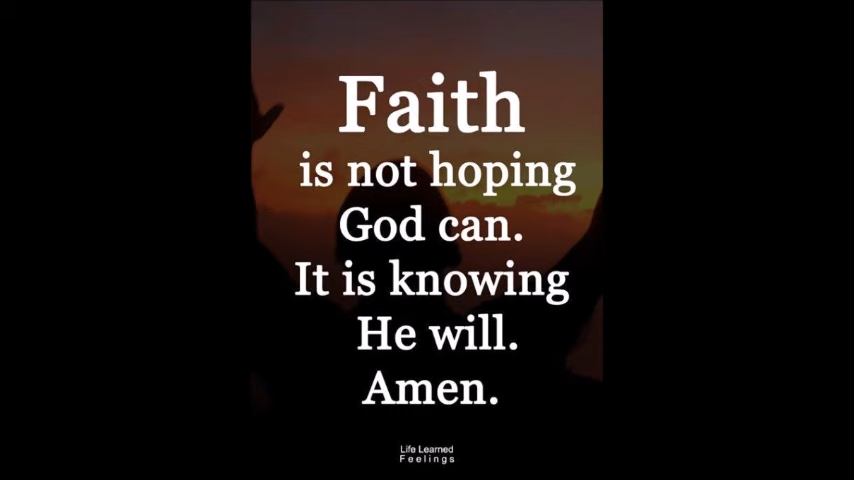 Faith
is not hoping
God can.
It is knowing
He will.
Amen.
Life Learned
Feelings